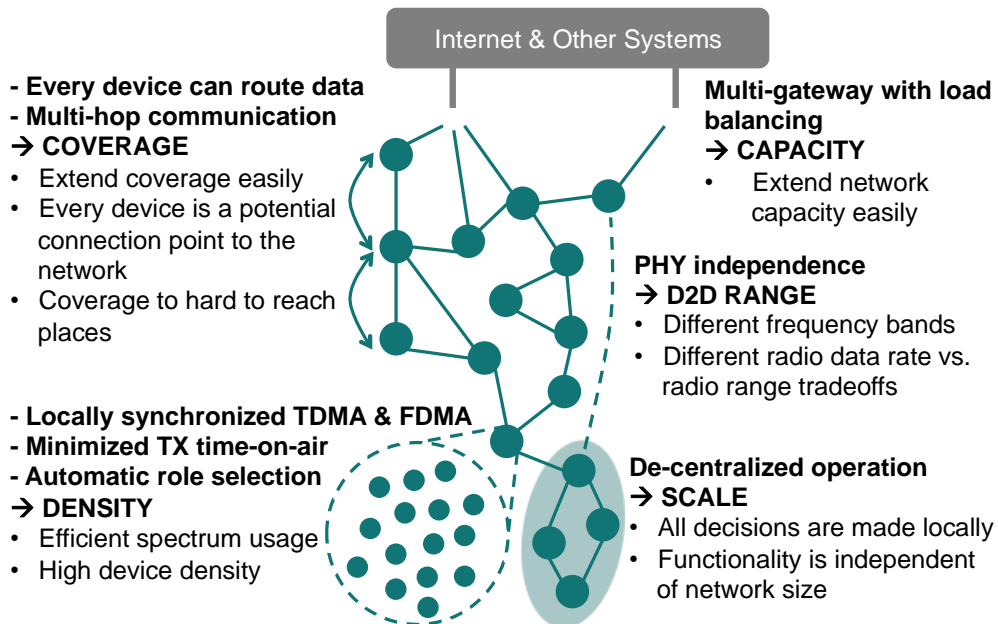 Internet & Other Systems
- Every device can route data
- Multi-hop communication
→ COVERAGE
• Extend coverage easily
• Every device is a potential
connection point to the
network
• Coverage to hard to reach
places
Multi-gateway with load
balancing
→ CAPACITY
• Extend network
capacity easily
PHY independence
→ D2D RANGE
• Different frequency bands
• Different radio data rate vs.
radio range tradeoffs
- Locally synchronized TDMA & FDMA
- Minimized TX time-on-air
- Automatic role selection
→ DENSITY
• Efficient spectrum usage
• High device density
De-centralized operation
→ SCALE
• All decisions are made locally
• Functionality is independent
of network size